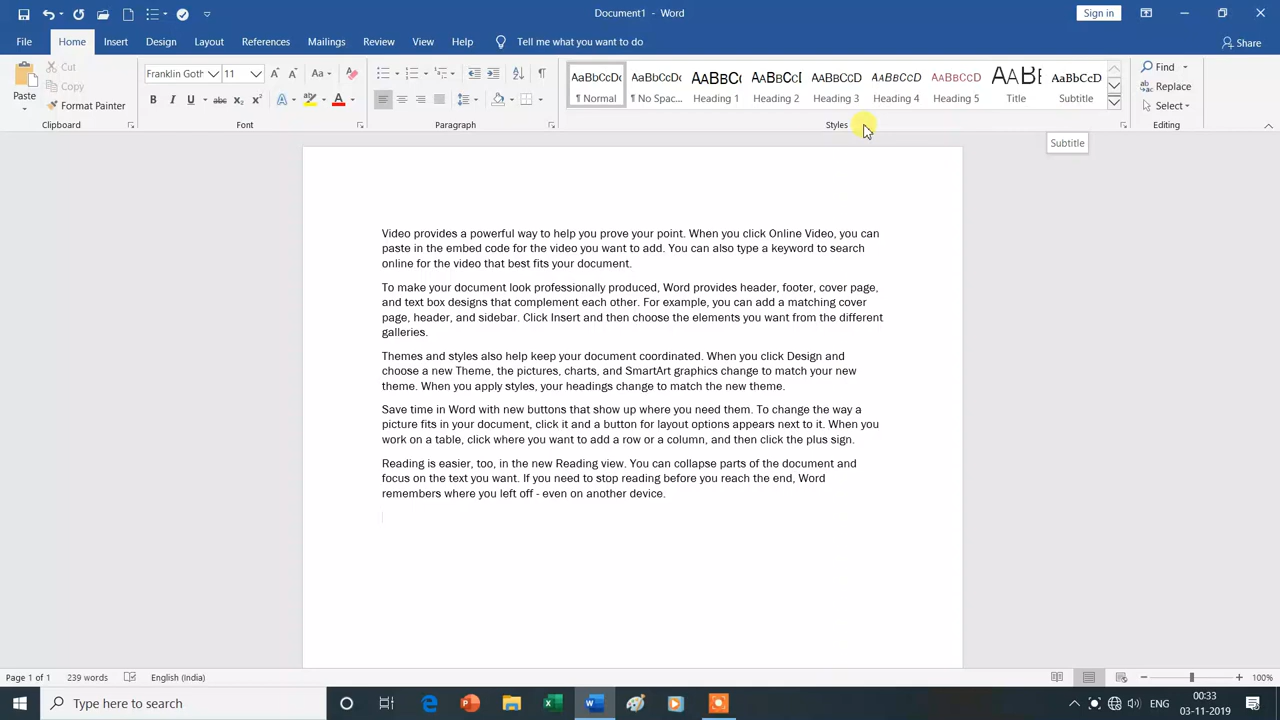 Document1 - Word
Sign in
File Home Insert Design Layout References Mailings Review View Help Tell me what you want to do Share
Paste
Cut
Copy
Format Painter
Clipboard
Franklin Goth 11 A A Aa A
B I U abc x₂ x² A ab A
Font
A Z ¶
Paragraph
AaBbCcDc AaBbCcDc AABBC( AABBCCI AABBCCD AABBCCD AABBCCD AABI AaBbCcD
¶ Normal ¶ No Spac... Heading 1 Heading 2 Heading 3 Heading 4 Heading 5 Title Subtitle
Styles
Find
Replace
Select
Editing
Subtitle
Video provides a powerful way to help you prove your point. When you click Online Video, you can
paste in the embed code for the video you want to add. You can also type a keyword to search
online for the video that best fits your document.
To make your document look professionally produced, Word provides header, footer, cover page,
and text box designs that complement each other. For example, you can add a matching cover
page, header, and sidebar. Click Insert and then choose the elements you want from the different
galleries.
Themes and styles also help keep your document coordinated. When you click Design and
choose a new Theme, the pictures, charts, and SmartArt graphics change to match your new
theme. When you apply styles, your headings change to match the new theme.
Save time in Word with new buttons that show up where you need them. To change the way a
picture fits in your document, click it and a button for layout options appears next to it. When you
work on a table, click where you want to add a row or a column, and then click the plus sign.
Reading is easier, too, in the new Reading view. You can collapse parts of the document and
focus on the text you want. If you need to stop reading before you reach the end, Word
remembers where you left off - even on another device.
Page 1 of 1 239 words English (India) 100%
Type here to search
ENG
00:33
03-11-2019